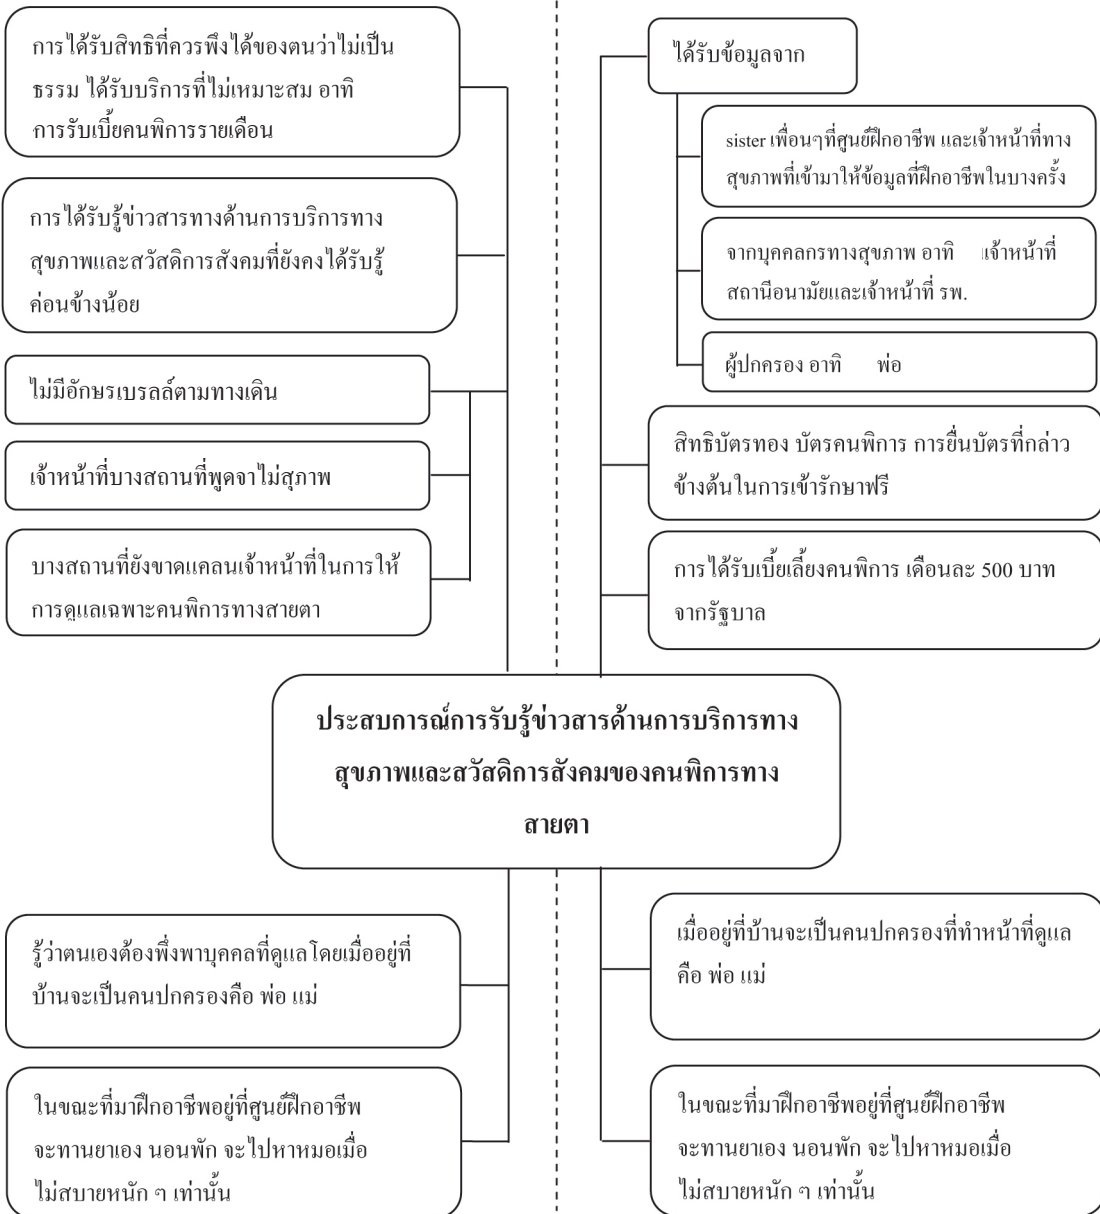 การได้รับสิทธิที่ควรพึงได้ของตนว่าไม่เป็น
ธรรม ได้รับบริการที่ไม่เหมาะสม อาทิ
การรับเบี้ยคนพิการรายเดือน
การได้รับรู้ข่าวสารทางด้านการบริการทาง
สุขภาพและสวัสดิการสังคมที่ยังคงได้รับรู้
ค่อนข้างน้อย
ไม่มีอักษรเบรลล์ตามทางเดิน
เจ้าหน้าที่บางสถานที่พูดจาไม่สุภาพ
บางสถานที่ยังขาดแคลนเจ้าหน้าที่ในการให้
การดูแลเฉพาะคนพิการทางสายตา
ได้รับข้อมูลจาก
sister เพื่อนๆที่ศูนย์ฝึกอาชีพ และเจ้าหน้าที่ทาง
สุขภาพที่เข้ามาให้ข้อมูลที่ฝึกอาชีพในบางครั้ง
จากบุคคลกรทางสุขภาพ อาทิ เจ้าหน้าที่
สถานีอนามัยและเจ้าหน้าที่ รพ.
ผู้ปกครอง อาทิ พ่อ
สิทธิบัตรทอง บัตรคนพิการ การยื่นบัตรที่กล่าว
ข้างต้นในการเข้ารักษาฟรี
การได้รับเบี้ยเลี้ยงคนพิการ เดือนละ 500 บาท
จากรัฐบาล
ประสบการณ์การรับรู้ข่าวสารด้านการบริการทาง
สุขภาพและสวัสดิการสังคมของคนพิการทาง
สายตา
รู้ว่าตนเองต้องพึ่งพาบุคคลที่ดูแลโดยเมื่ออยู่ที่
บ้านจะเป็นคนปกครองคือ พ่อ แม่
ในขณะที่มาฝึกอาชีพอยู่ที่ศูนย์ฝึกอาชีพ
จะทานยาเอง นอนพัก จะไปหาหมอเมื่อ
ไม่สบายหนัก ๆ เท่านั้น
เมื่ออยู่ที่บ้านจะเป็นคนปกครองที่ทำหน้าที่ดูแล
คือ พ่อ แม่
ในขณะที่มาฝึกอาชีพอยู่ที่ศูนย์ฝึกอาชีพ
จะทานยาเอง นอนพัก จะไปหาหมอเมื่อ
ไม่สบายหนัก ๆ เท่านั้น